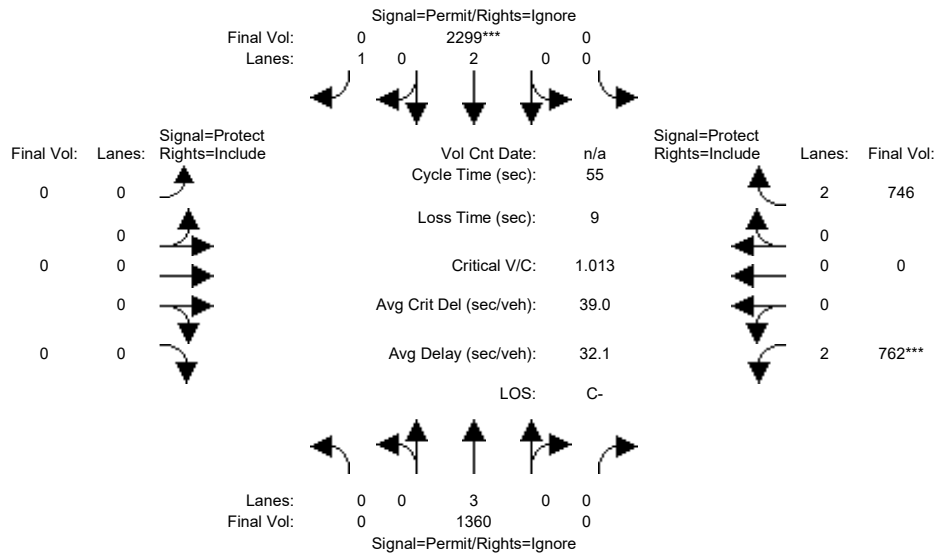 Signal=Permit/Rights=Ignore
Final Vol: 0 2299*** 0
Lanes: 1 0 2 0 0
Signal=Protect Signal=Protect
Final Vol: Lanes: Rights=Include Vol Cnt Date: n/a Rights=Include Lanes: Final Vol:
Cycle Time (sec): 55
0 0 2 746
Loss Time (sec): 9
0 0
0 0 Critical V/C: 1.013 0 0
0 Avg Crit Del (sec/veh): 39.0 0
0 0 Avg Delay (sec/veh): 32.1 2 762***
LOS: C-
Lanes: 0 0 3 0 0
Final Vol: 0 1360 0
Signal=Permit/Rights=Ignore